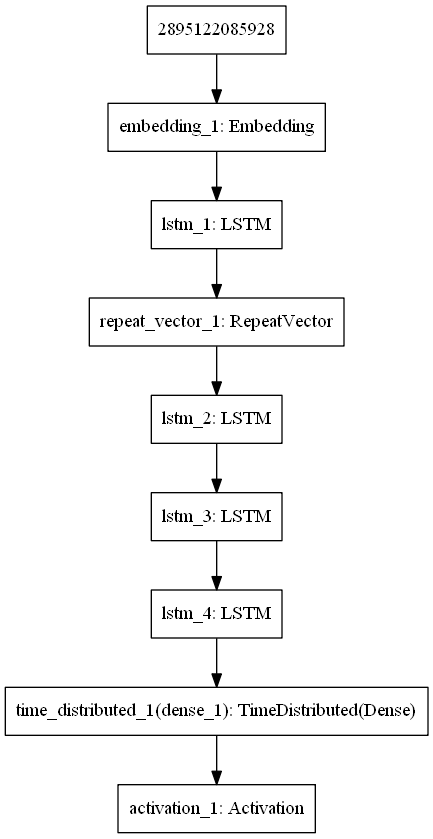 2895122085928
embedding_1: Embedding
lstm_1: LSTM
repeat_vector_1: RepeatVector
lstm_2: LSTM
lstm_3: LSTM
lstm_4: LSTM
time_distributed_1(dense_1): TimeDistributed(Dense)
activation_1: Activation